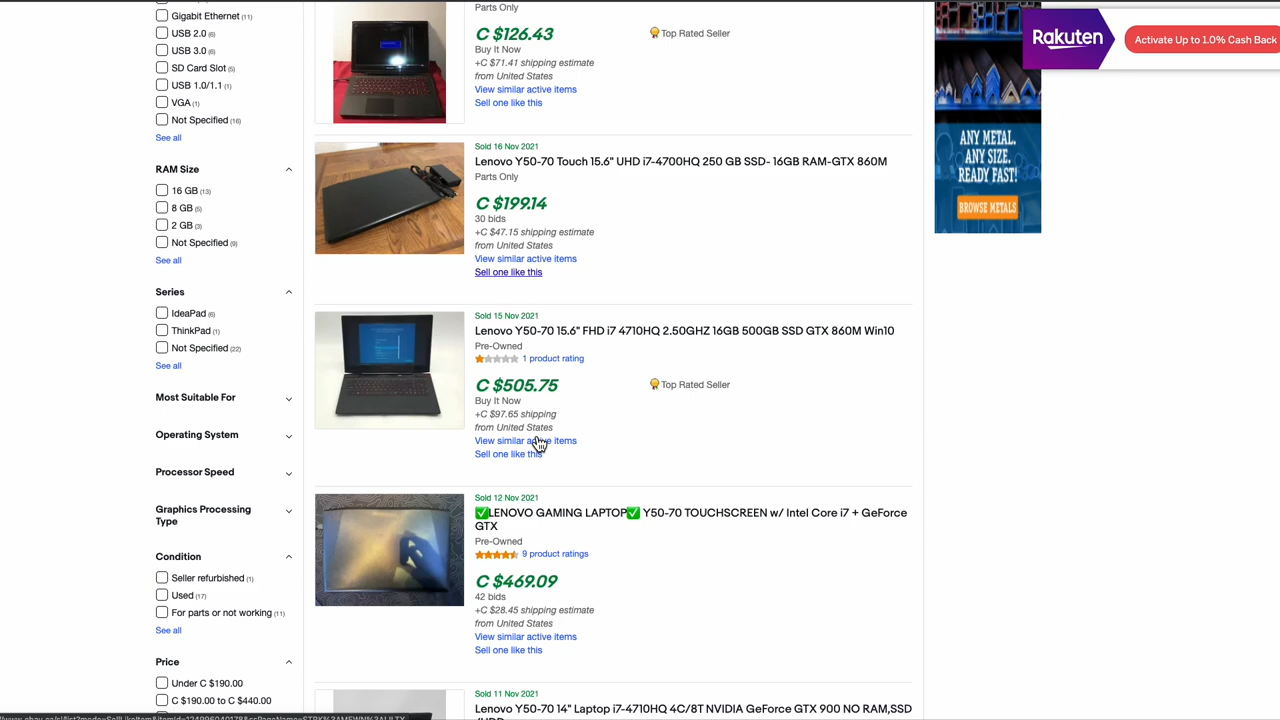 Gigabit Ethernet (11)
USB 2.0 (6)
USB 3.0 (6)
SD Card Slot (5)
USB 1.0/1.1 (1)
VGA (1)
Not Specified (16)
See all
RAM Size
16 GB (13)
8 GB (5)
2 GB (3)
Not Specified (9)
See all
Series
IdeaPad (6)
ThinkPad (1)
Not Specified (22)
See all
Most Suitable For
Operating System
Processor Speed
Graphics Processing
Type
Condition
Seller refurbished (1)
Used (17)
For parts or not working (11)
See all
Price
Under C $190.00
C $190.00 to C $440.00
Parts Only
C $126.43
Top Rated Seller
Buy It Now
+C $71.41 shipping estimate
from United States
View similar active items
Sell one like this
Sold 16 Nov 2021
Lenovo Y50-70 Touch 15.6" UHD i7-4700HQ 250 GB SSD- 16GB RAM-GTX 860M
Parts Only
C $199.14
30 bids
+C $47.15 shipping estimate
from United States
View similar active items
Sell one like this
Sold 15 Nov 2021
Lenovo Y50-70 15.6" FHD i7 4710HQ 2.50GHZ 16GB 500GB SSD GTX 860M Win10
Pre-Owned
1 product rating
C $505.75
Top Rated Seller
Buy It Now
+C $97.65 shipping
from United States
View similar active items
Sell one like this
Sold 12 Nov 2021
✅LENOVO GAMING LAPTOP✅ Y50-70 TOUCHSCREEN w/ Intel Core i7 + GeForce
GTX
Pre-Owned
9 product ratings
C $469.09
42 bids
+C $28.45 shipping estimate
from United States
View similar active items
Sell one like this
Sold 11 Nov 2021
Lenovo Y50-70 14" Laptop i7-4710HQ 4C/8T NVIDIA GeForce GTX 900 NO RAM,SSD
Rakuten
Activate Up to 1.0% Cash Back
ANY METAL.
ANY SIZE.
READY FAST!
BROWSE METALS